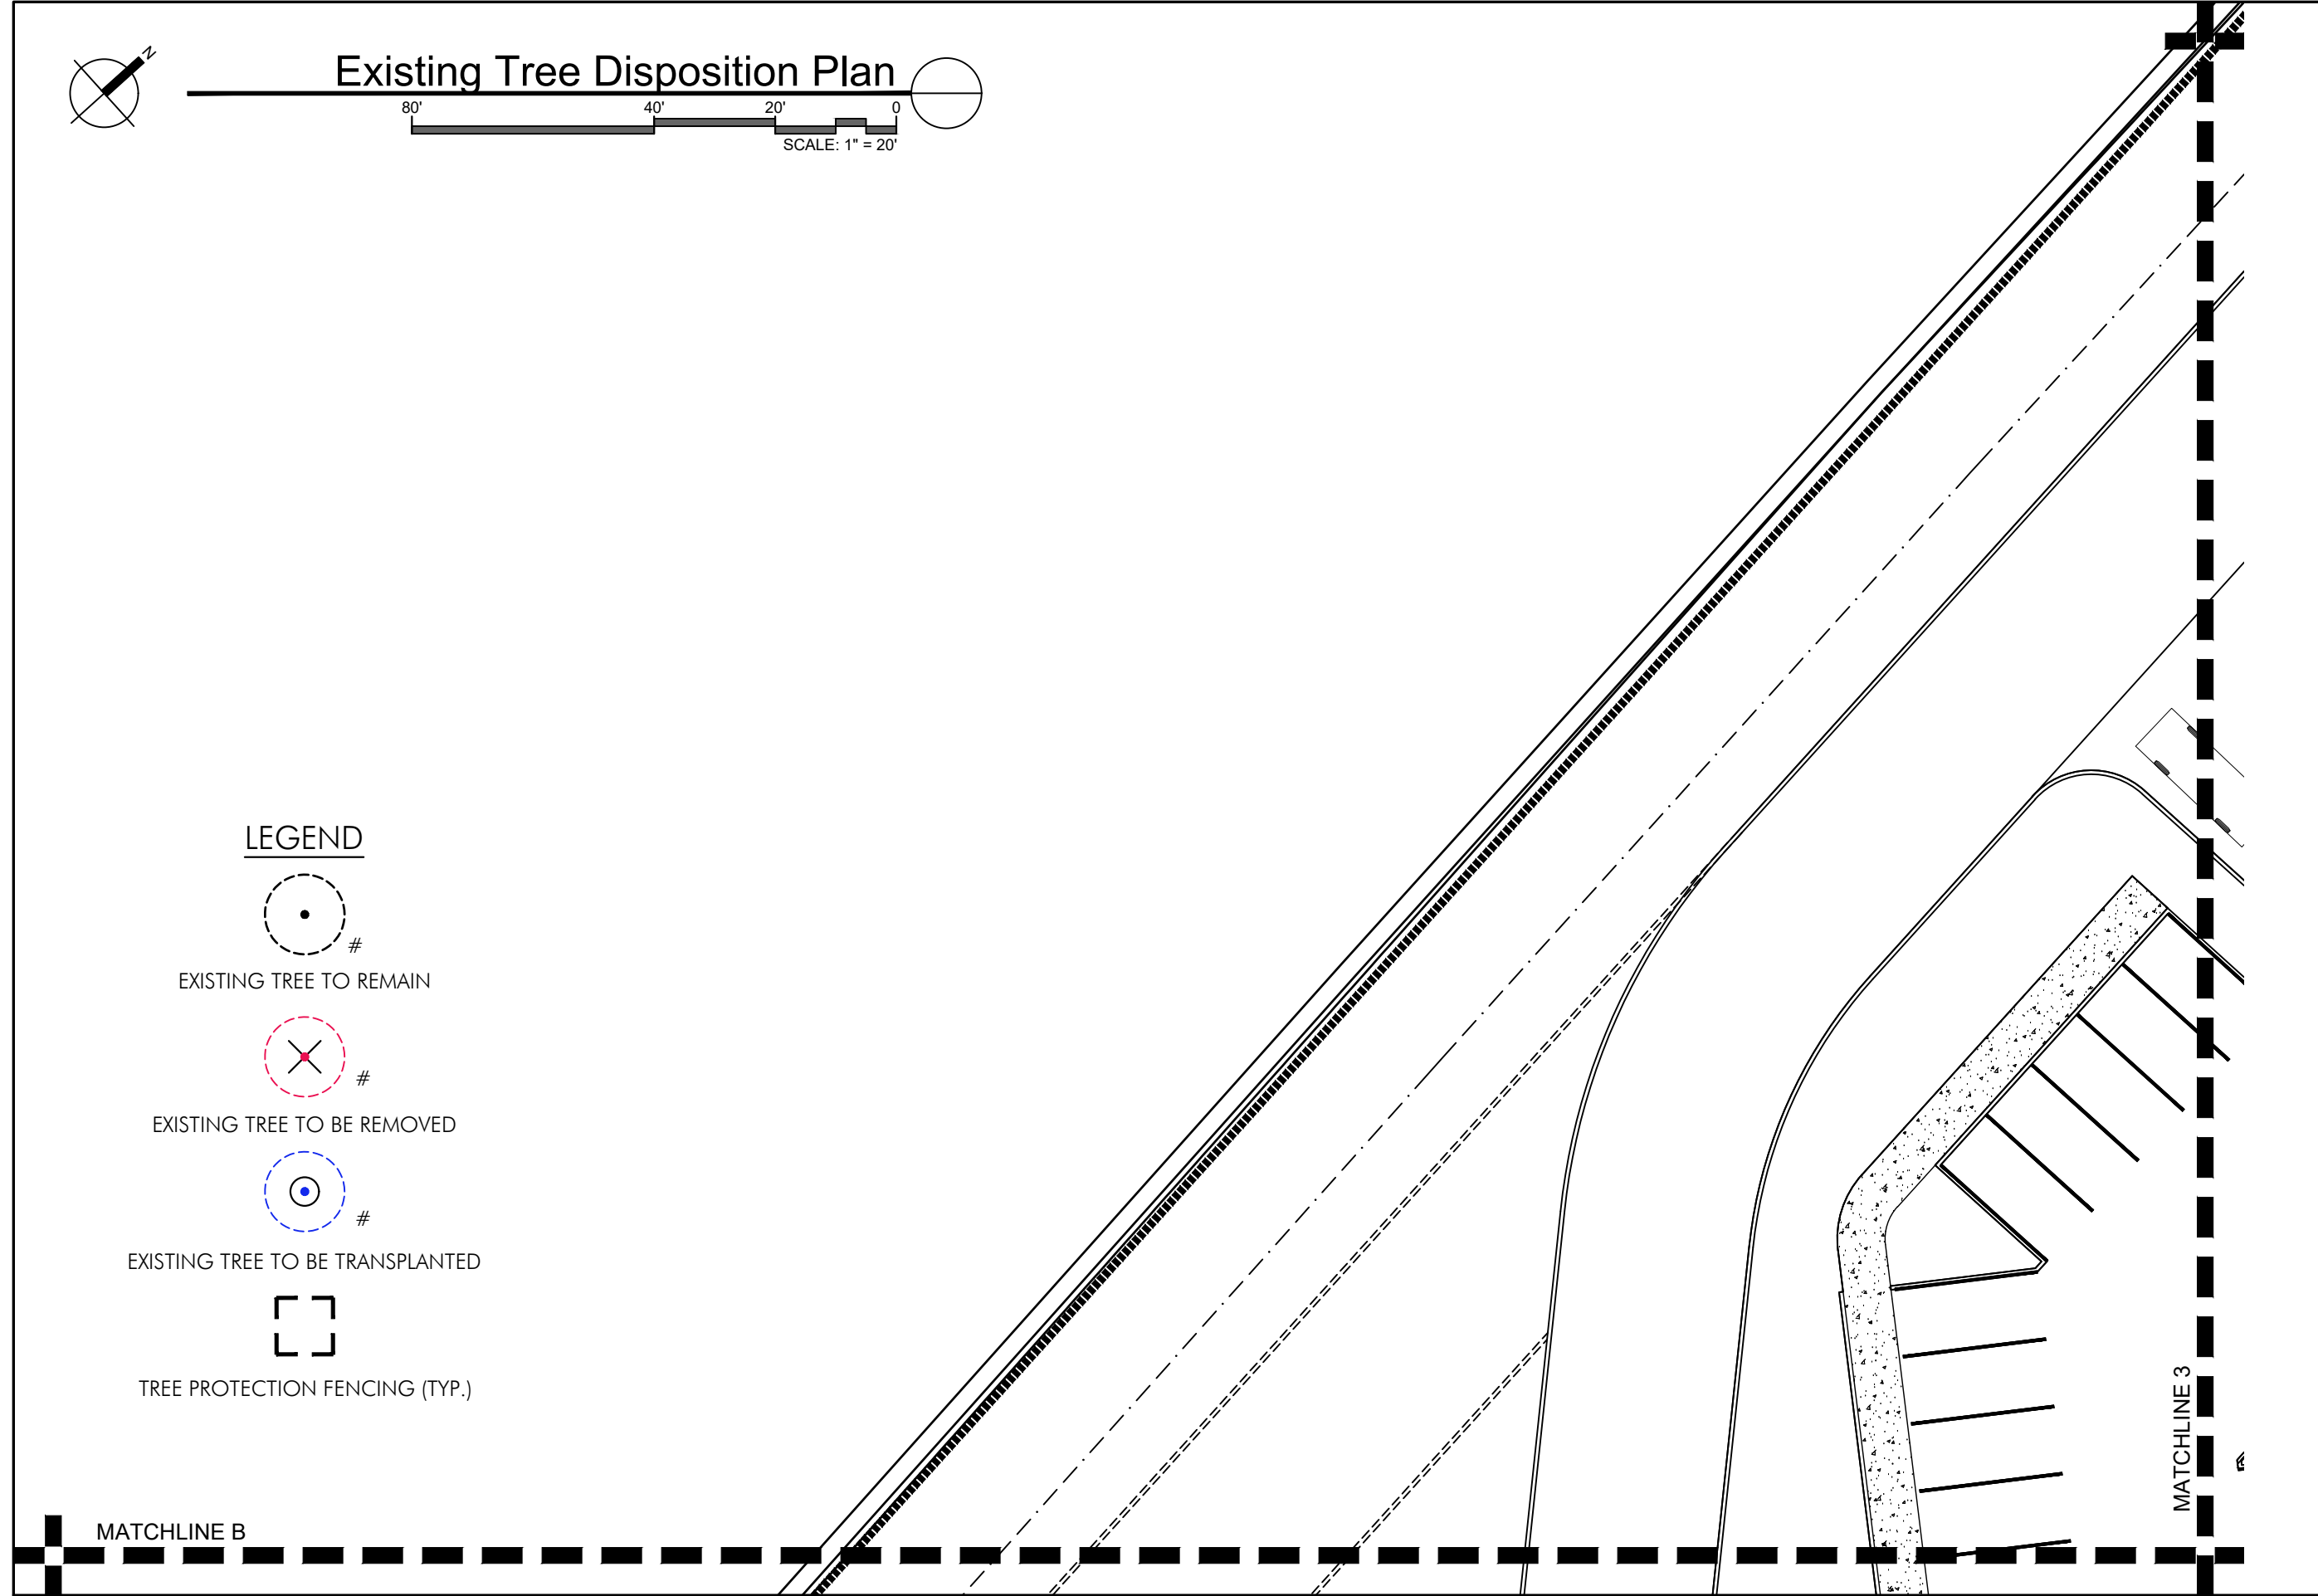 N
Existing Tree Disposition Plan
80' 40' 20' 0
SCALE: 1" = 20'
LEGEND
#
EXISTING TREE TO REMAIN
#
EXISTING TREE TO BE REMOVED
#
EXISTING TREE TO BE TRANSPLANTED
TREE PROTECTION FENCING (TYP.)
MATCHLINE B
MATCHLINE 3